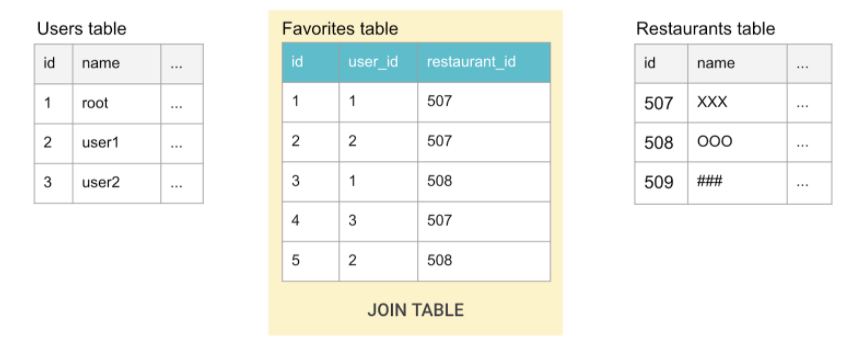 Users table
id name ...
1 root ...
2 user1 ...
3 user2 ...
Favorites table
id user_id restaurant_id
1 1 507
2 2 507
3 1 508
4 3 507
5 2 508
JOIN TABLE
Restaurants table
id name ...
507 XXX ...
508 OOO ...
509 ### ...